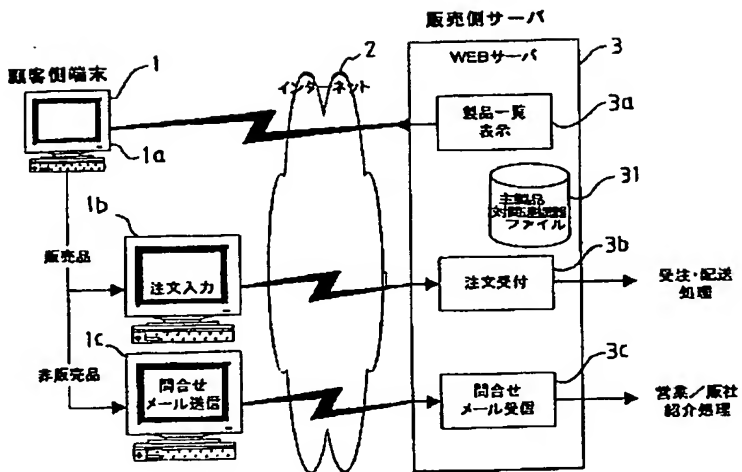 販売側サーバ
WEBサーバ
3
顧客側端末
1
1a
2
インターネット
製品一覧
表示
3a
31
主製品
ファイル
販売品
1b
注文入力
注文受付
3b
受注・配送
処理
非販売品
1c
問合せ
メール送信
問合せ
メール受信
3c
営業/販社
紹介処理